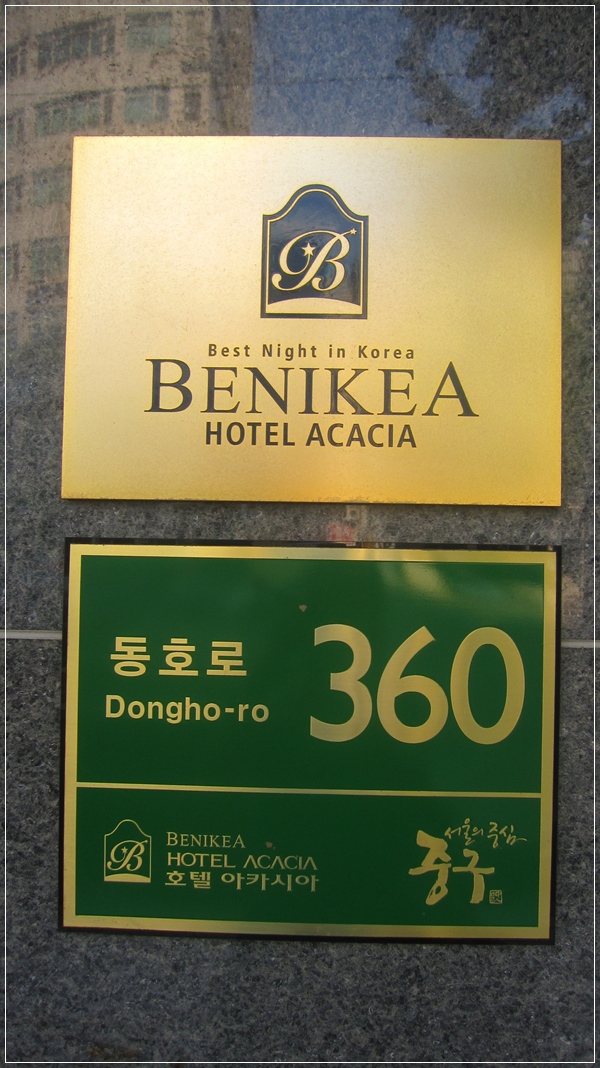 B
Best Night in Korea
BENIKEA
HOTEL ACACIA
동호로
Dongho-ro
360
B
BENIKEA
HOTEL ACACIA
호텔 아카시아
서울의 중심
중구